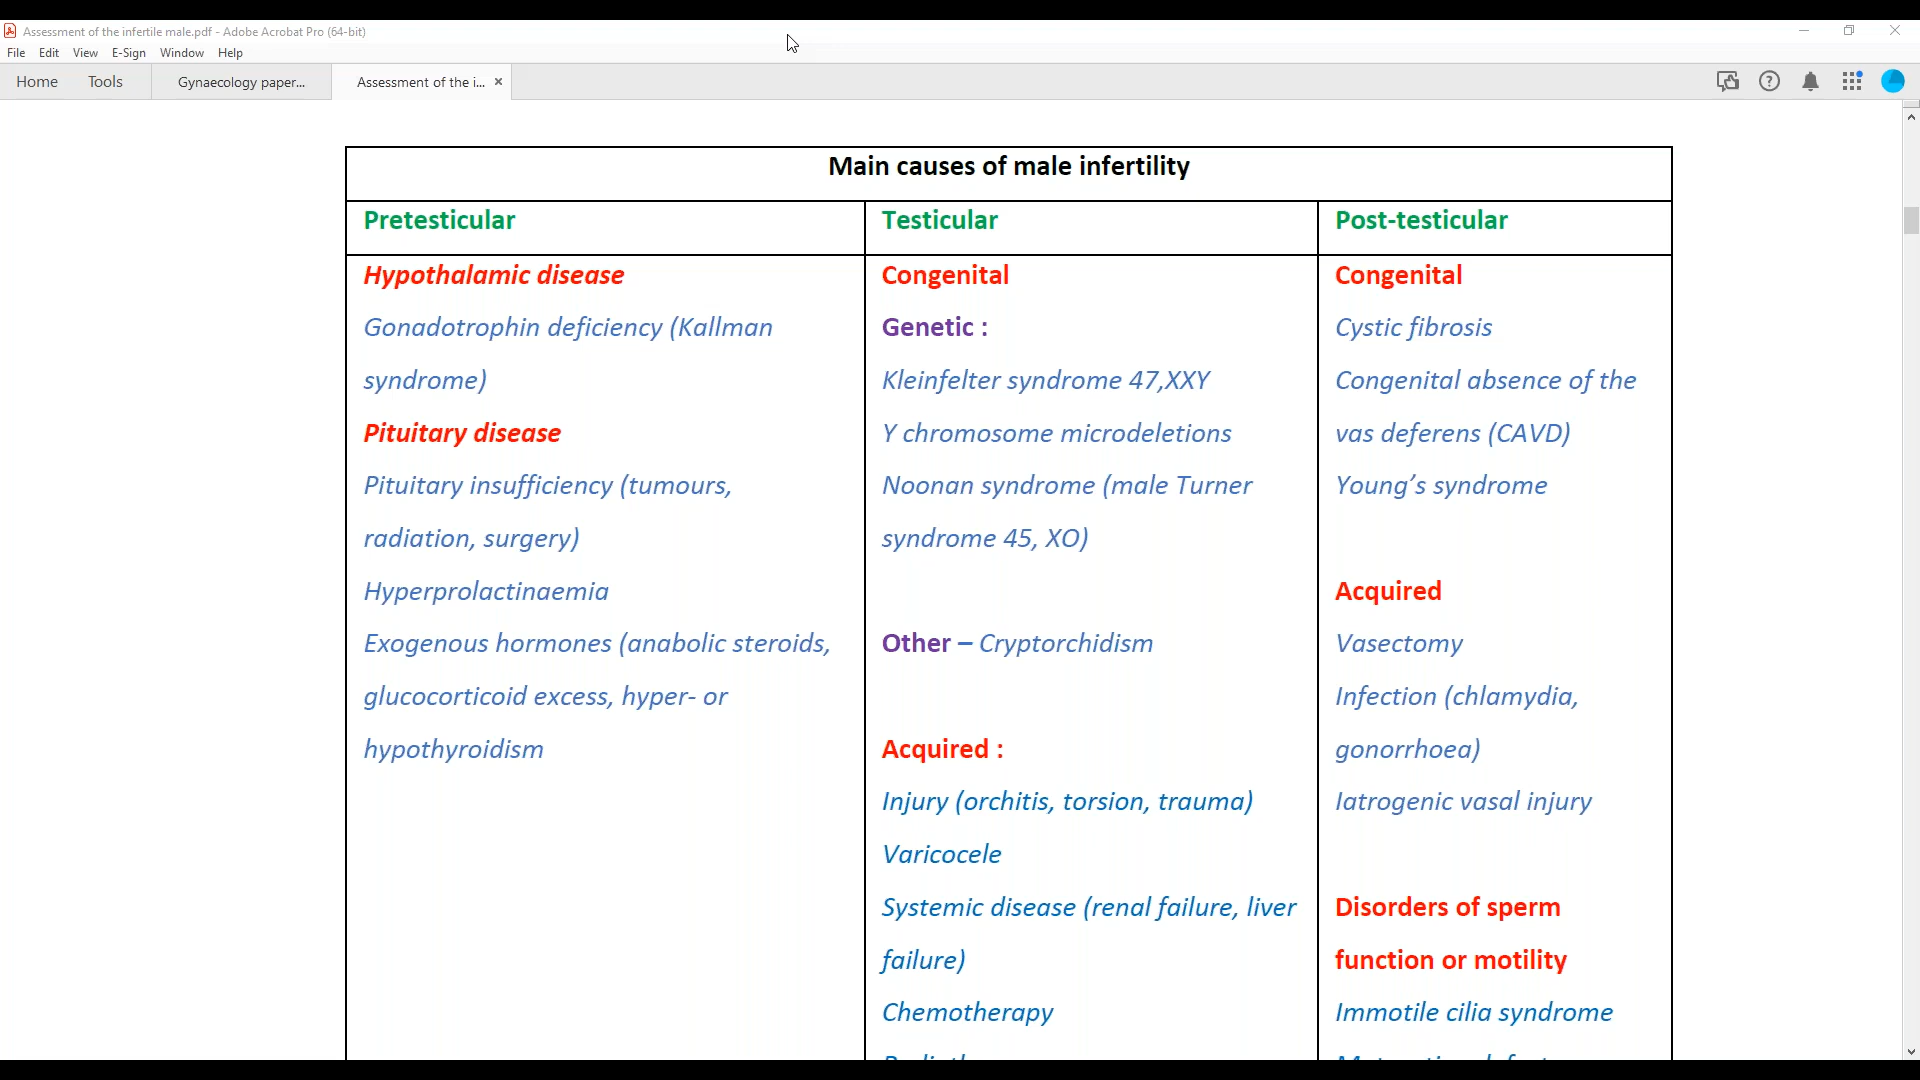 Assessment of the infertile male.pdf - Adobe Acrobat Pro (64-bit)
File Edit View E-Sign Window Help
Home Tools Gynaecology paper... Assessment of the i...
Main causes of male infertility
Pretesticular
Testicular
Post-testicular
Hypothalamic disease
Gonadotrophin deficiency (Kallman
syndrome)
Pituitary disease
Pituitary insufficiency (tumours,
radiation, surgery)
Hyperprolactinaemia
Exogenous hormones (anabolic steroids,
glucocorticoid excess, hyper- or
hypothyroidism
Congenital
Genetic :
Kleinfelter syndrome 47,XXY
Y chromosome microdeletions
Noonan syndrome (male Turner
syndrome 45, XO)
Other – Cryptorchidism
Acquired :
Injury (orchitis, torsion, trauma)
Varicocele
Systemic disease (renal failure, liver
failure)
Chemotherapy
Congenital
Cystic fibrosis
Congenital absence of the
vas deferens (CAVD)
Young's syndrome
Acquired
Vasectomy
Infection (chlamydia,
gonorrhoea)
Iatrogenic vasal injury
Disorders of sperm
function or motility
Immotile cilia syndrome